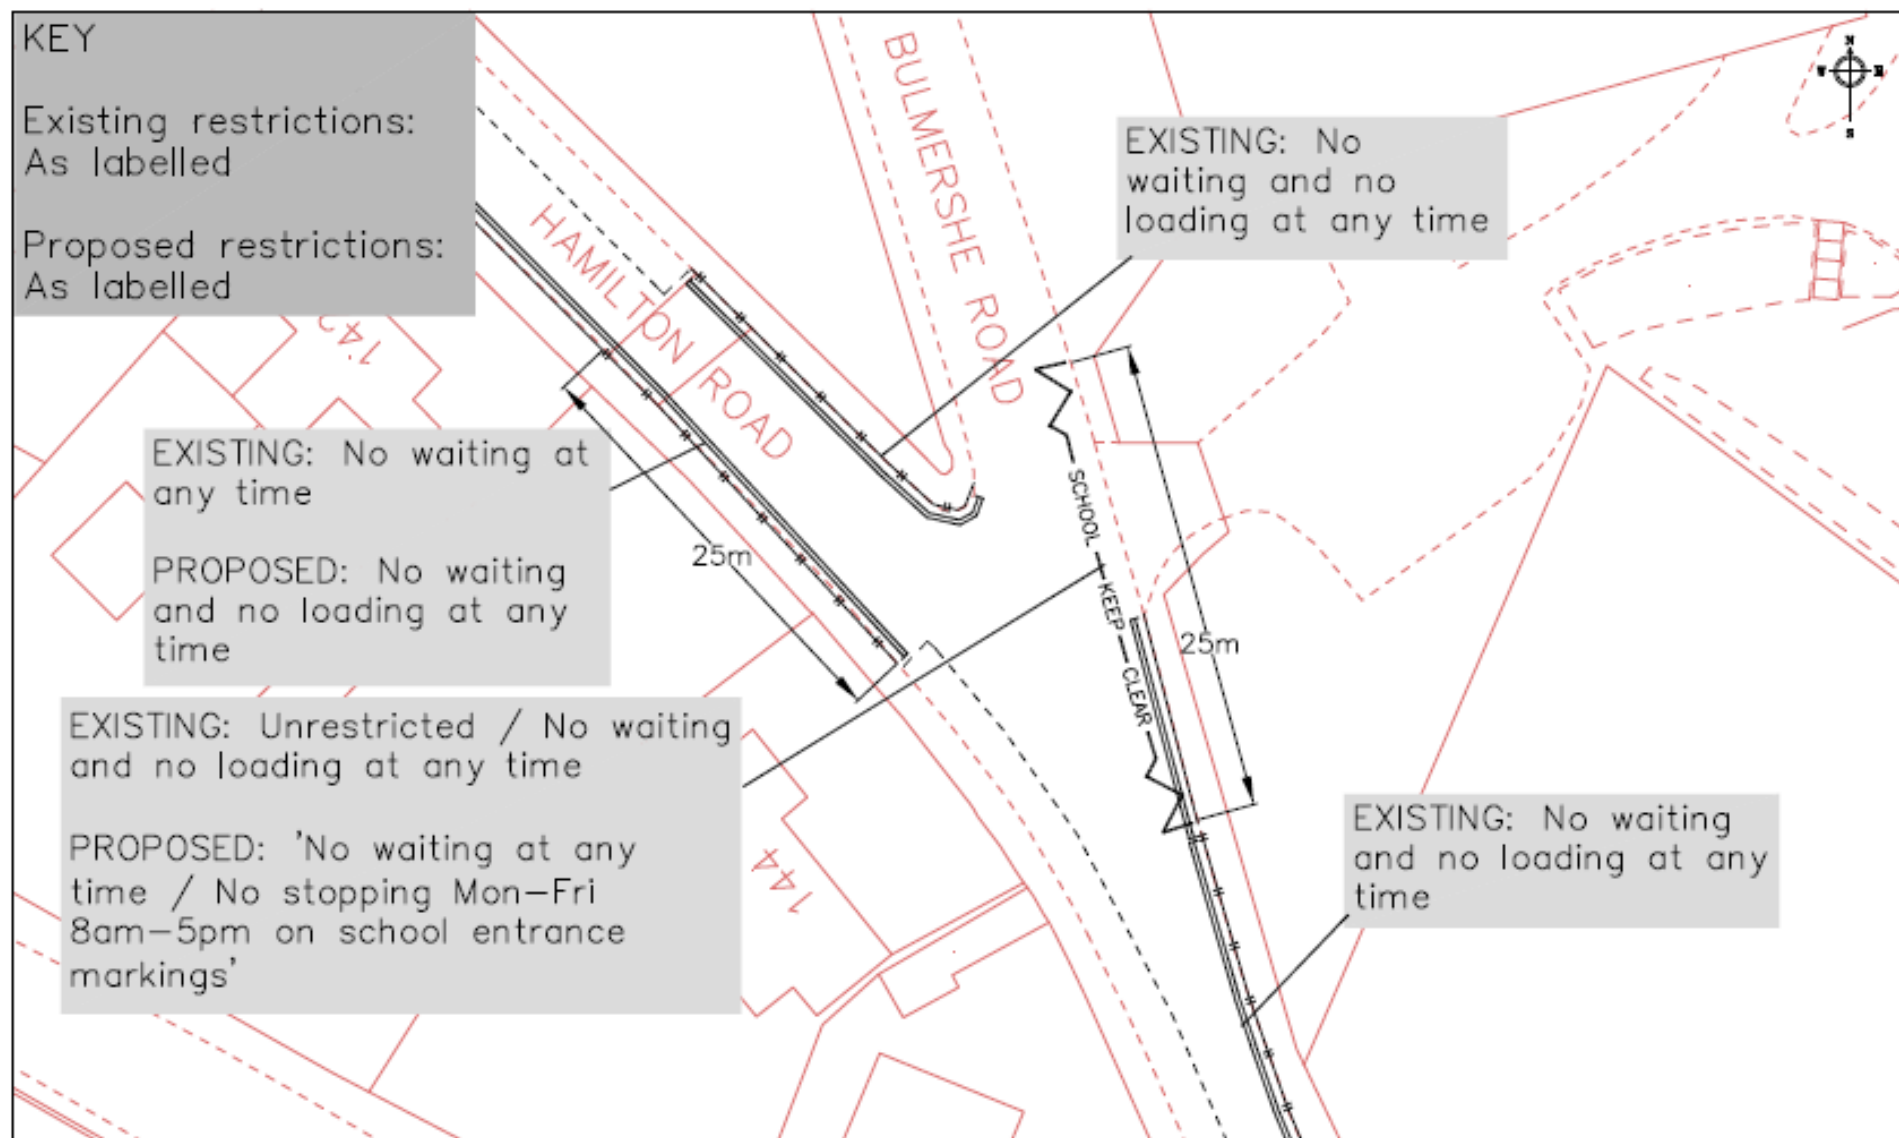 KEY
Existing restrictions:
As labelled
Proposed restrictions:
As labelled
HAMILTON ROAD
BULMERSHE ROAD
N
W
E
S
EXISTING: No
waiting and no
loading at any time
EXISTING: No waiting at
any time
PROPOSED: No waiting
and no loading at any
time
25m
SCHOOL KEEP CLEAR
25m
EXISTING: Unrestricted / No waiting
and no loading at any time
PROPOSED: 'No waiting at any
time / No stopping Mon-Fri
8am-5pm on school entrance
markings'
144
EXISTING: No waiting
and no loading at any
time